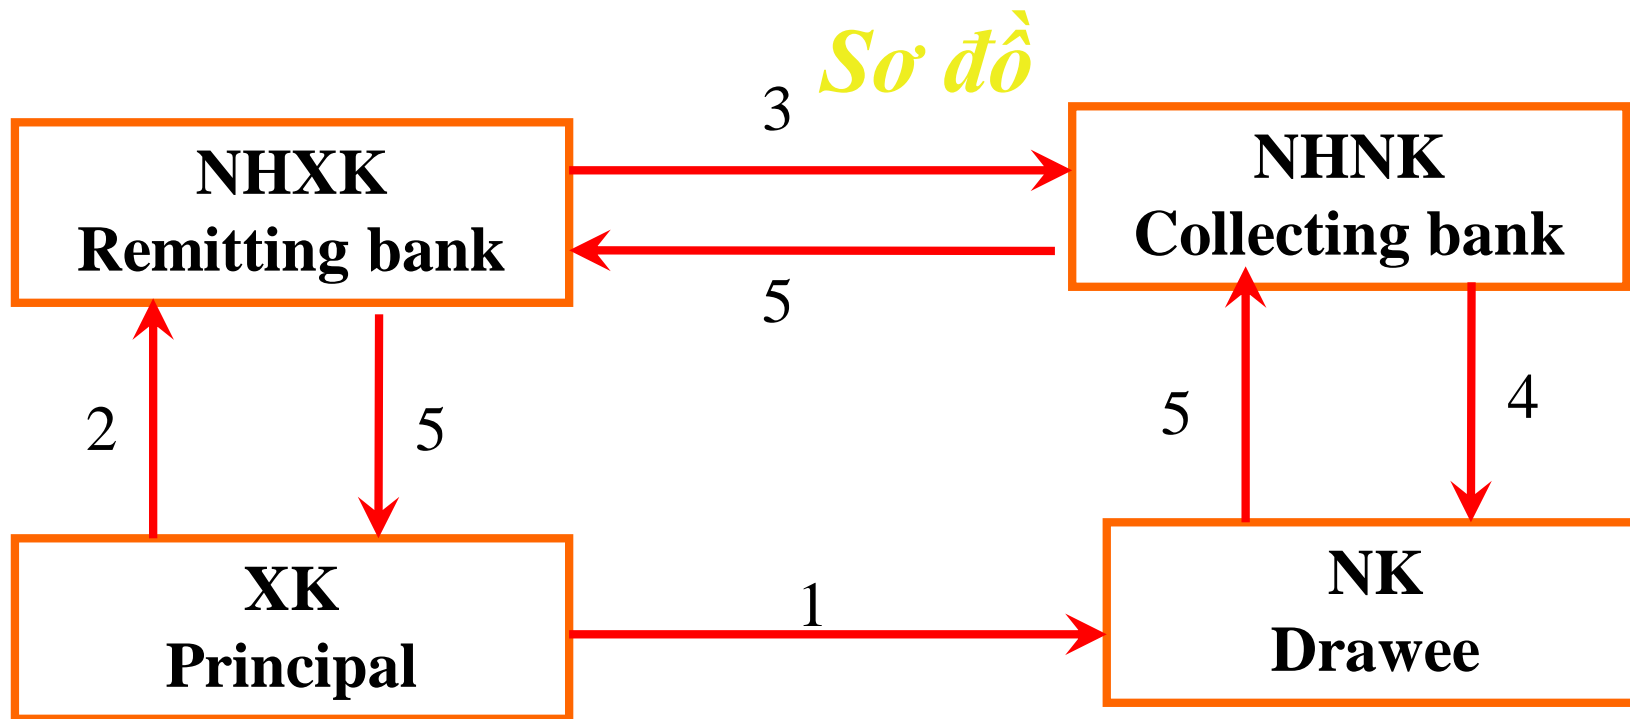 Sơ đồ
3
NHXK
Remitting bank
NHNK
Collecting bank
5
2
5
5
4
XK
Principal
1
NK
Drawee